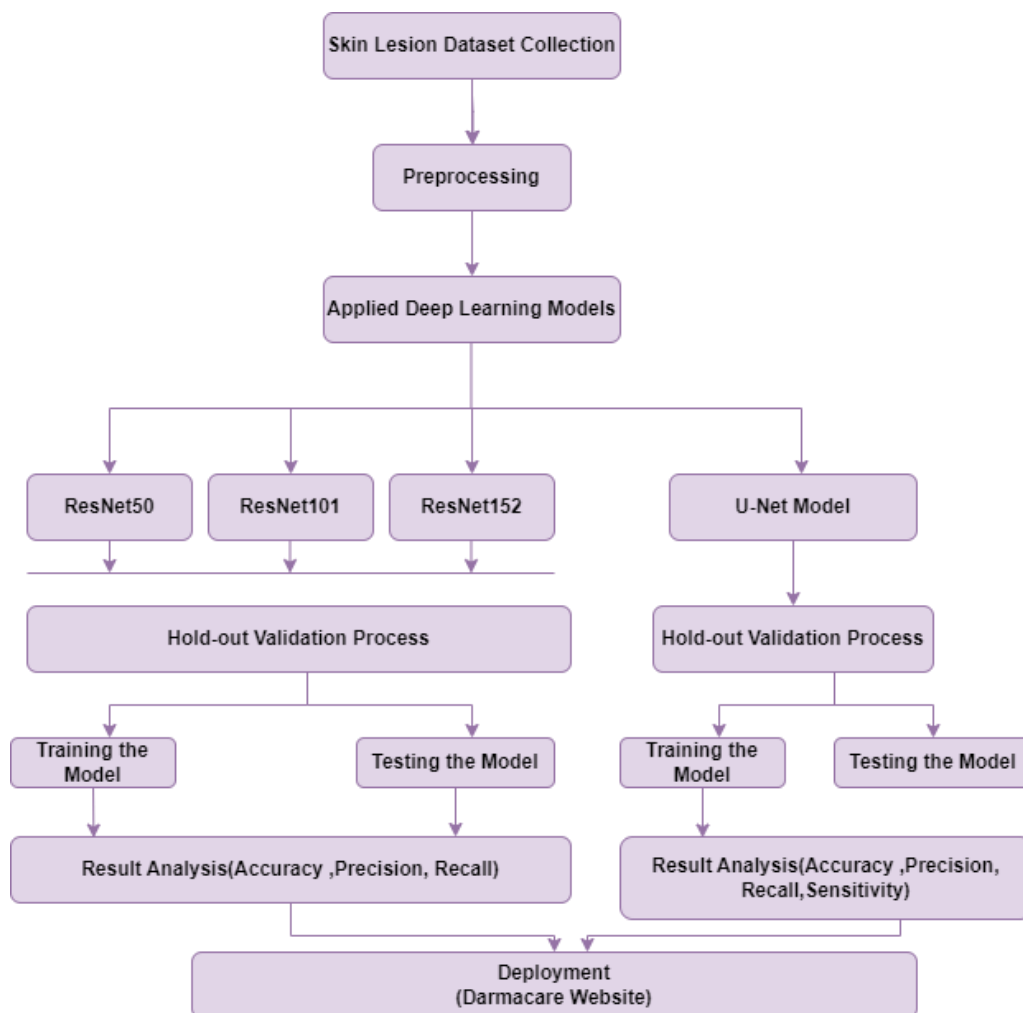 Skin Lesion Dataset Collection
Preprocessing
Applied Deep Learning Models
ResNet50
ResNet101
ResNet152
U-Net Model
Hold-out Validation Process
Hold-out Validation Process
Training the
Model
Testing the Model
Training the
Model
Testing the Model
Result Analysis(Accuracy ,Precision, Recall)
Result Analysis(Accuracy ,Precision,
Recall,Sensitivity)
Deployment
(Darmacare Website)